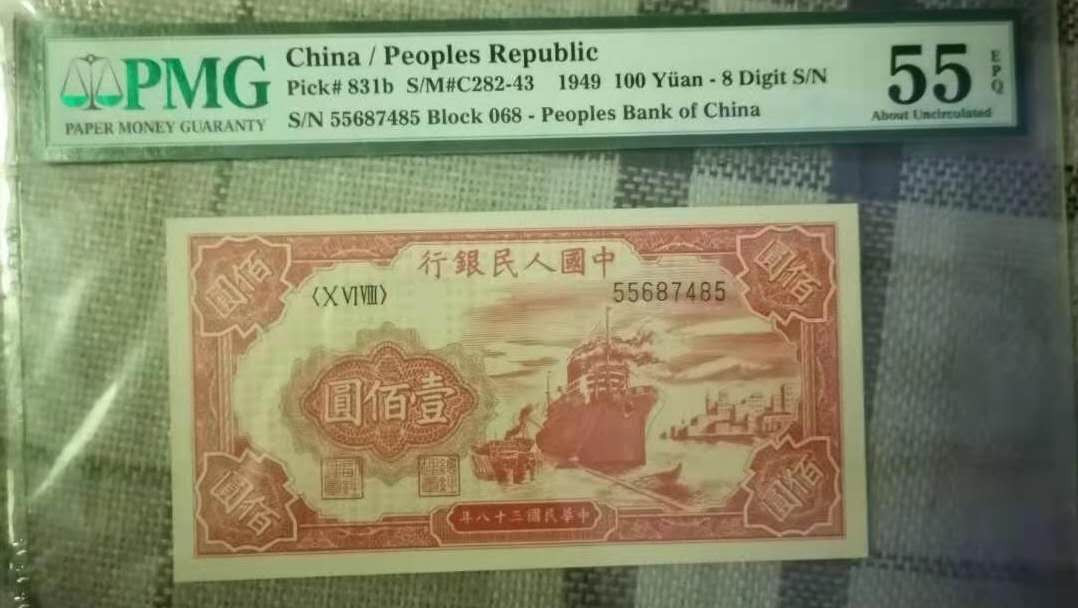 PMG
PAPER MONEY GUARANTY
China / Peoples Republic
Pick# 831b S/M#C282-43 1949 100 Yüan - 8 Digit S/N
S/N 55687485 Block 068 - Peoples Bank of China
55
EPQ
About Uncirculated
中國人民銀行
佰圓
佰圓
〈ⅩⅥⅧ〉
55687485
壹佰圓
佰圓
佰圓
中華民國三十八年